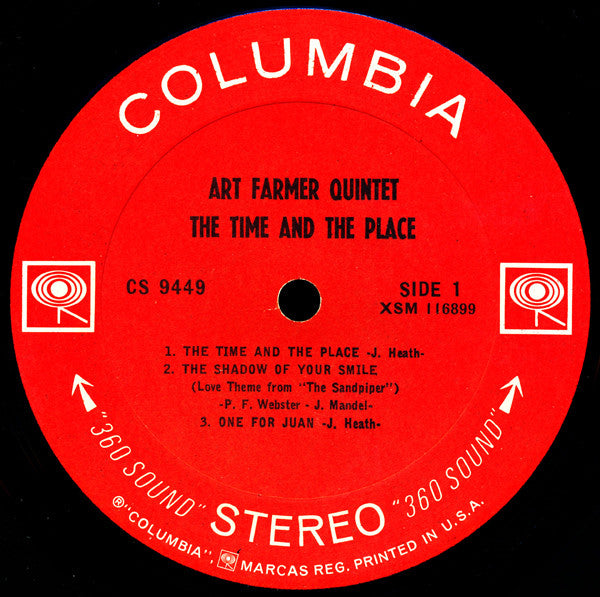 COLUMBIA
ART FARMER QUINTET
THE TIME AND THE PLACE
CS 9449
SIDE 1
XSM 116899
1. THE TIME AND THE PLACE -J. Heath-
2. THE SHADOW OF YOUR SMILE
(Love Theme from "The Sandpiper")
-P. F. Webster - J. Mandel-
3. ONE FOR JUAN -J. Heath-
"360 SOUND" STEREO "360 SOUND"
®"COLUMBIA", MARCAS REG. PRINTED IN U.S.A.